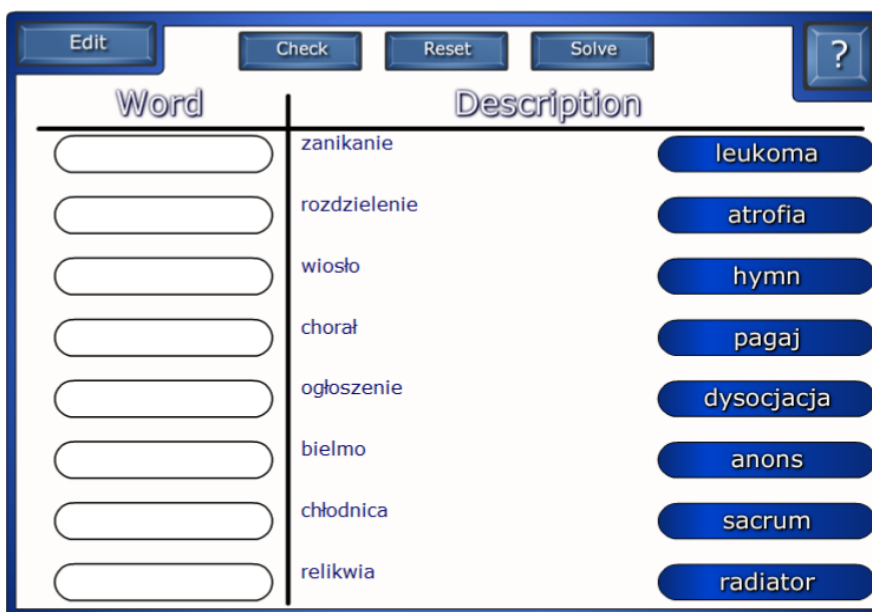 Edit Check Reset Solve ?
Word Description
zanikanie leukoma
rozdzielenie atrofia
wiosło hymn
chorał pagaj
ogłoszenie dysocjacja
bielmo anons
chłodnica sacrum
relikwia radiator